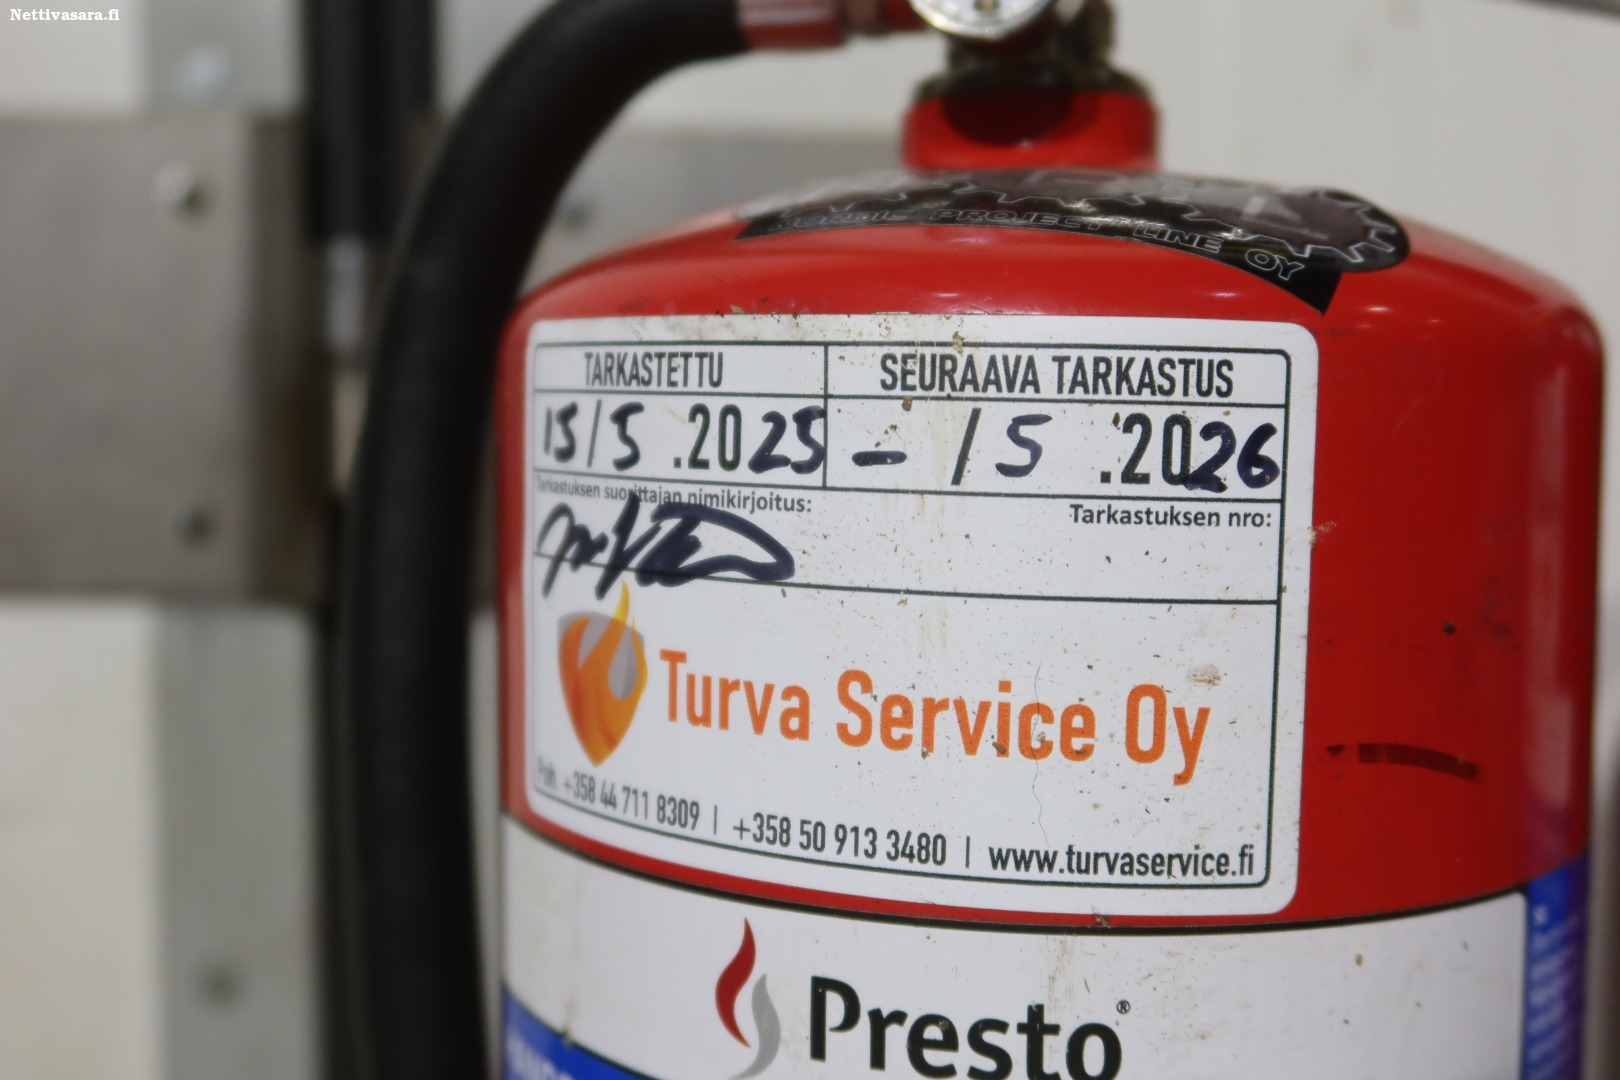 Nettivasara.fi
NORDIC PROJECT LINE OY
TARKASTETTU
SEURAAVA TARKASTUS
15/5 .2025
- /5 .2026
Tarkastuksen suorittajan nimikirjoitus:
Tarkastuksen nro:
Turva Service Oy
Puh. +358 44 711 8309 | +358 50 913 3480 | www.turvaservice.fi
Presto®